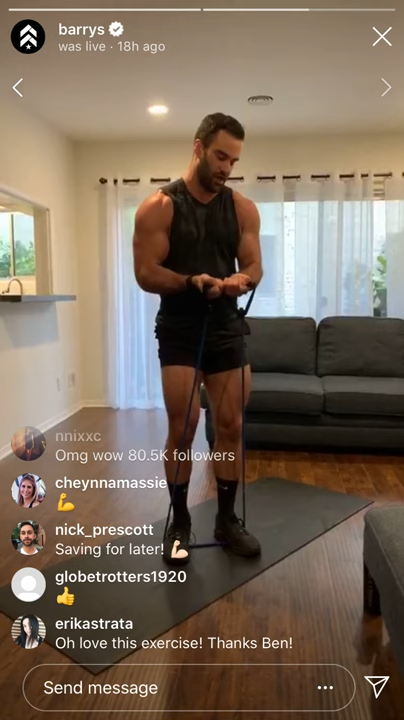 barrys
was live · 18h ago
nnixxc
Omg wow 80.5K followers
cheynnamassie
💪
nick_prescott
Saving for later! 💪🏻
globetrotters1920
👍
erikastrata
Oh love this exercise! Thanks Ben!
Send message